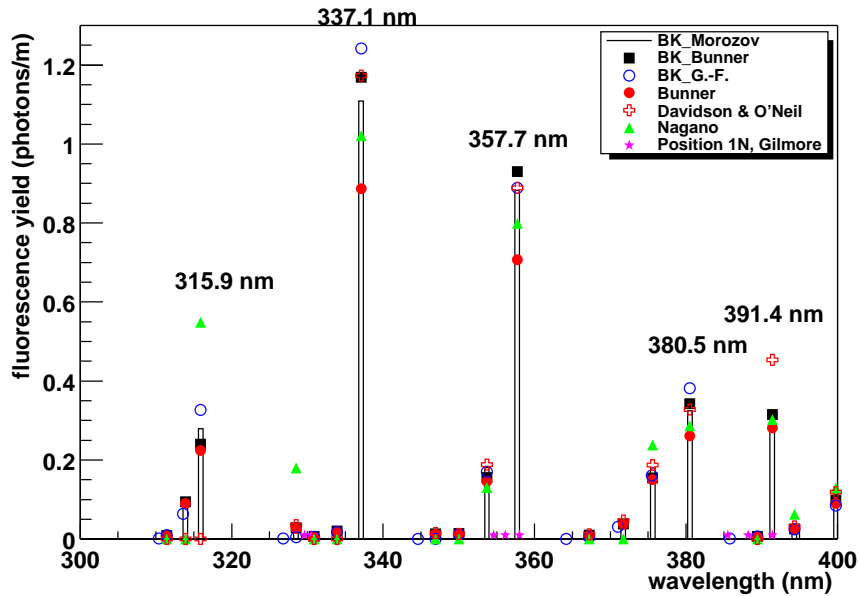 337.1 nm
BK_Morozov
BK_Bunner
BK_G.-F.
Bunner
Davidson & O'Neil
Nagano
Position 1N, Gilmore
357.7 nm
315.9 nm
391.4 nm
380.5 nm
fluorescence yield (photons/m)
1.2
1
0.8
0.6
0.4
0.2
0
300
320
340
360
380
400
wavelength (nm)